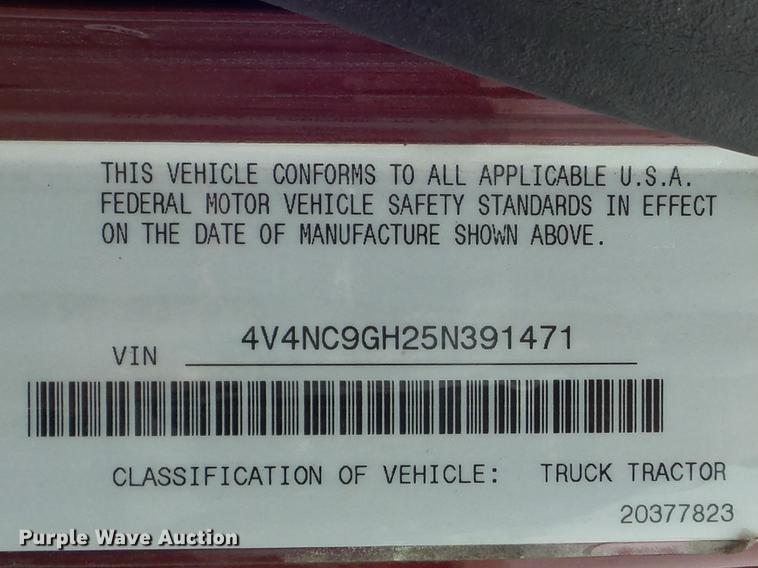 THIS VEHICLE CONFORMS TO ALL APPLICABLE U.S.A.
FEDERAL MOTOR VEHICLE SAFETY STANDARDS IN EFFECT
ON THE DATE OF MANUFACTURE SHOWN ABOVE.
VIN 4V4NC9GH25N391471
CLASSIFICATION OF VEHICLE: TRUCK TRACTOR
20377823
Purple Wave Auction